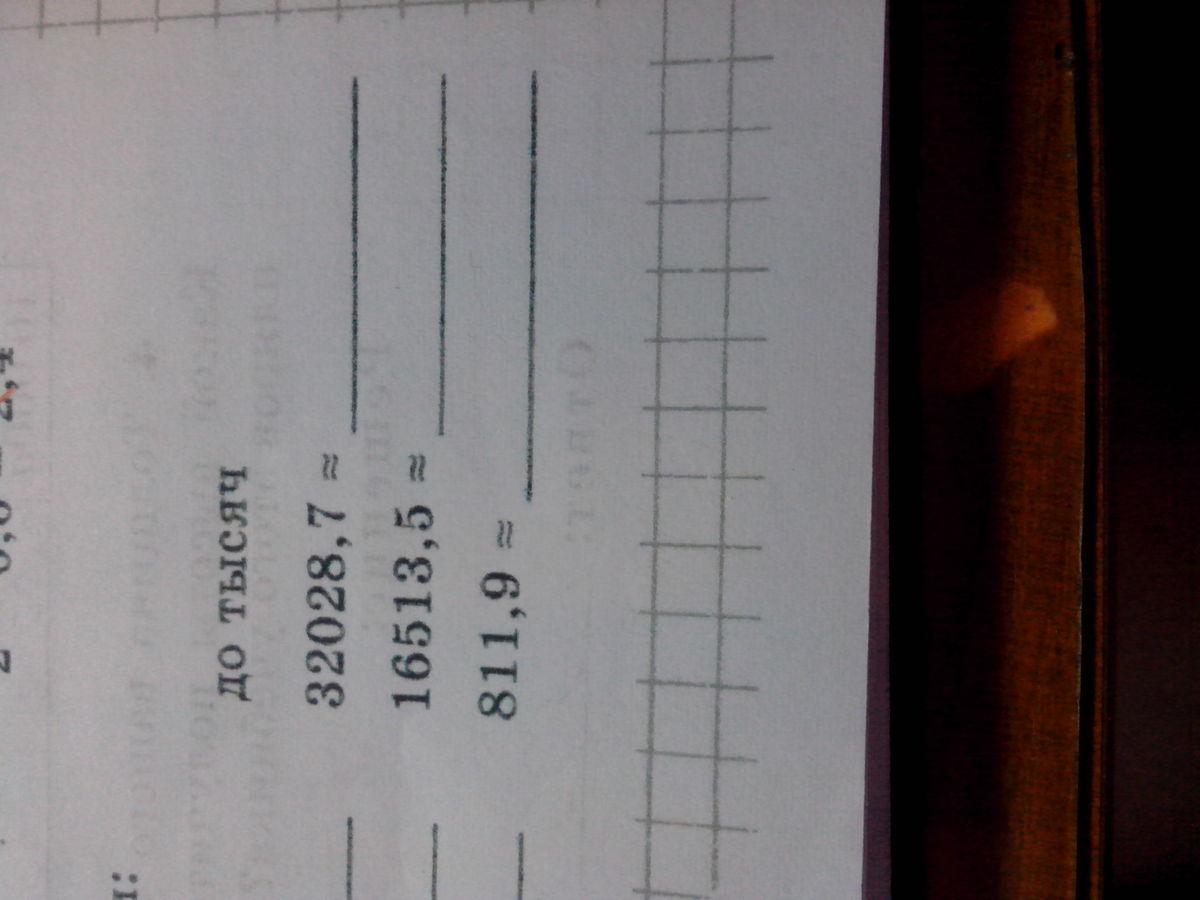 до тысяч
32028,7 ≈
16513,5 ≈
811,9 ≈